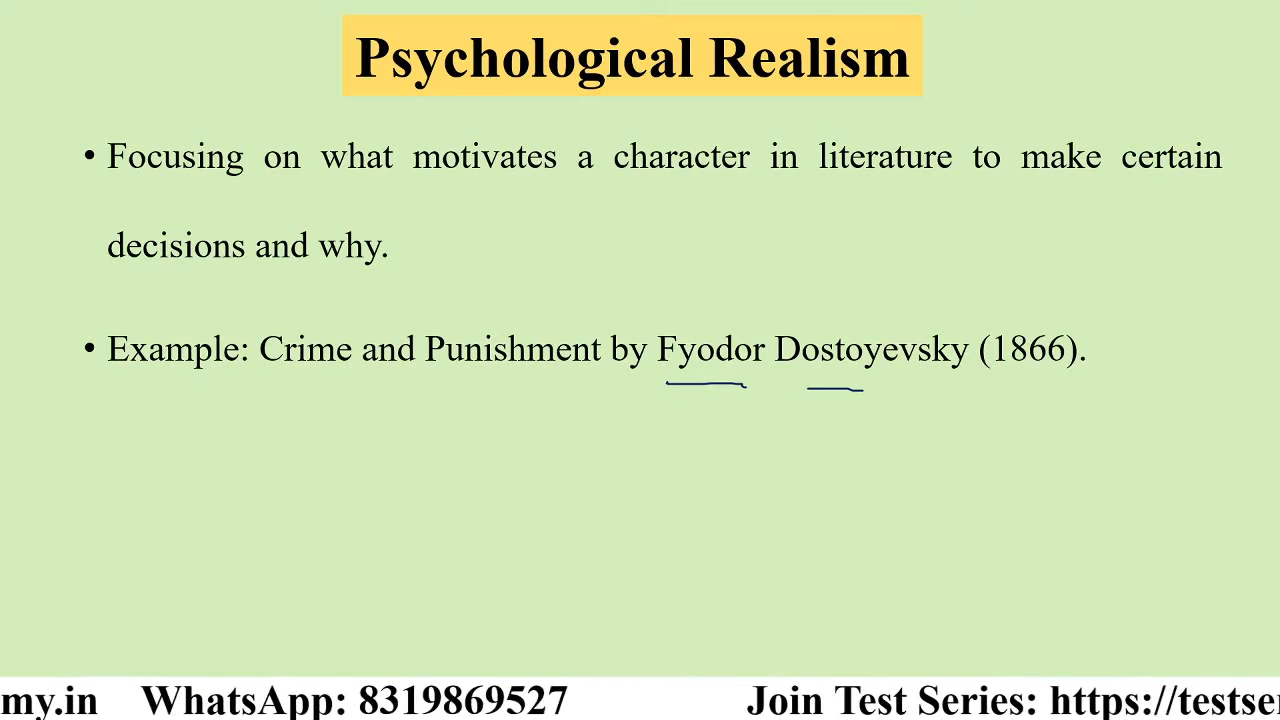 Psychological Realism
• Focusing on what motivates a character in literature to make certain
decisions and why.
• Example: Crime and Punishment by Fyodor Dostoyevsky (1866).
my.in WhatsApp: 8319869527 Join Test Series: https://testse